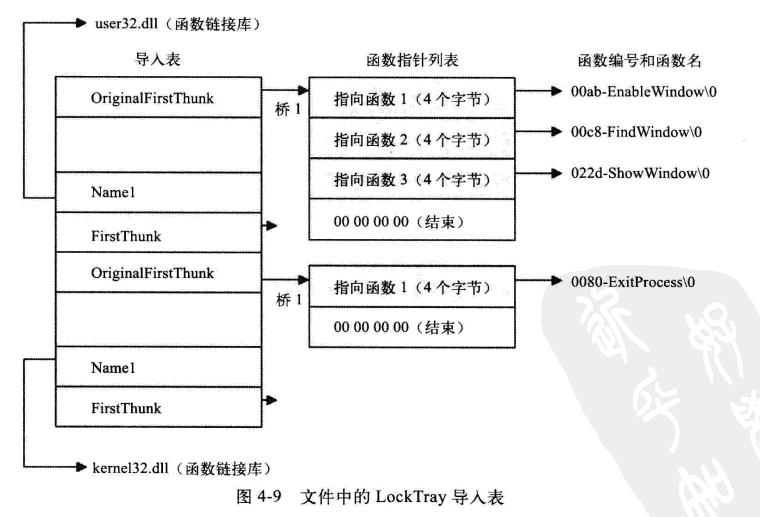 user32.dll（函数链接库）
导入表
函数指针列表
函数编号和函数名
OriginalFirstThunk
桥 1
指向函数 1（4 个字节）
00ab-EnableWindow\0
指向函数 2（4 个字节）
00c8-FindWindow\0
指向函数 3（4 个字节）
022d-ShowWindow\0
Name1
00 00 00 00（结束）
FirstThunk
OriginalFirstThunk
桥 1
指向函数 1（4 个字节）
0080-ExitProcess\0
00 00 00 00（结束）
Name1
FirstThunk
kernel32.dll（函数链接库）
图 4-9 文件中的 LockTray 导入表